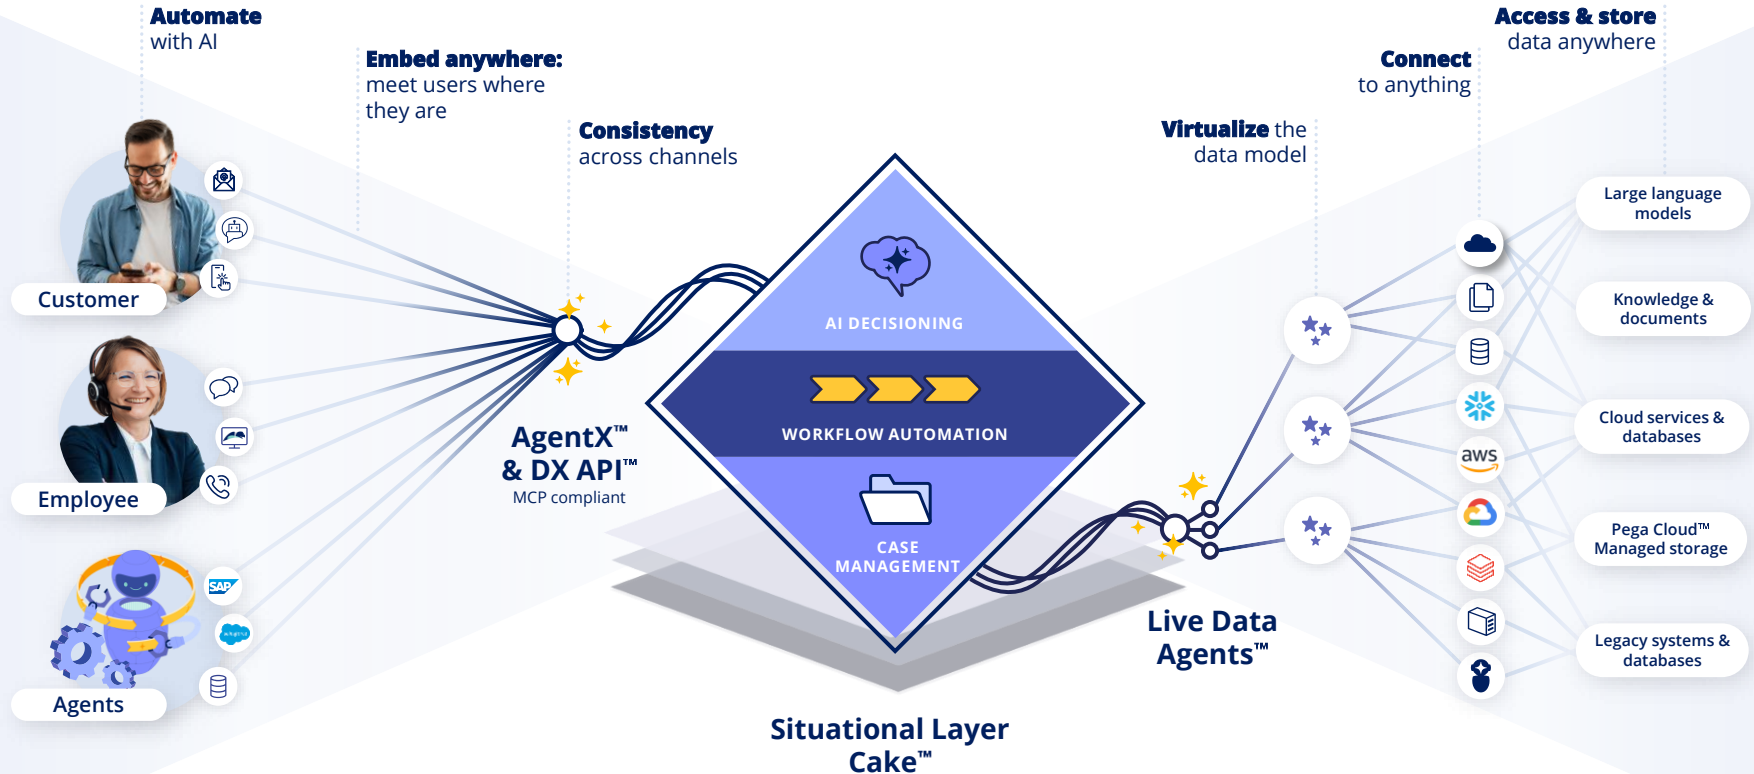 Automate
with AI
Embed anywhere:
meet users where
they are
Consistency
across channels
Virtualize the
data model
Connect
to anything
Access & store
data anywhere
Customer
Employee
SAP
Agents
AgentX™
& DX API™
MCP compliant
AI DECISIONING
WORKFLOW AUTOMATION
CASE
MANAGEMENT
Situational Layer
Cake™
Live Data
Agents™
aws
Large language
models
Knowledge &
documents
Cloud services &
databases
Pega Cloud™
Managed storage
Legacy systems &
databases